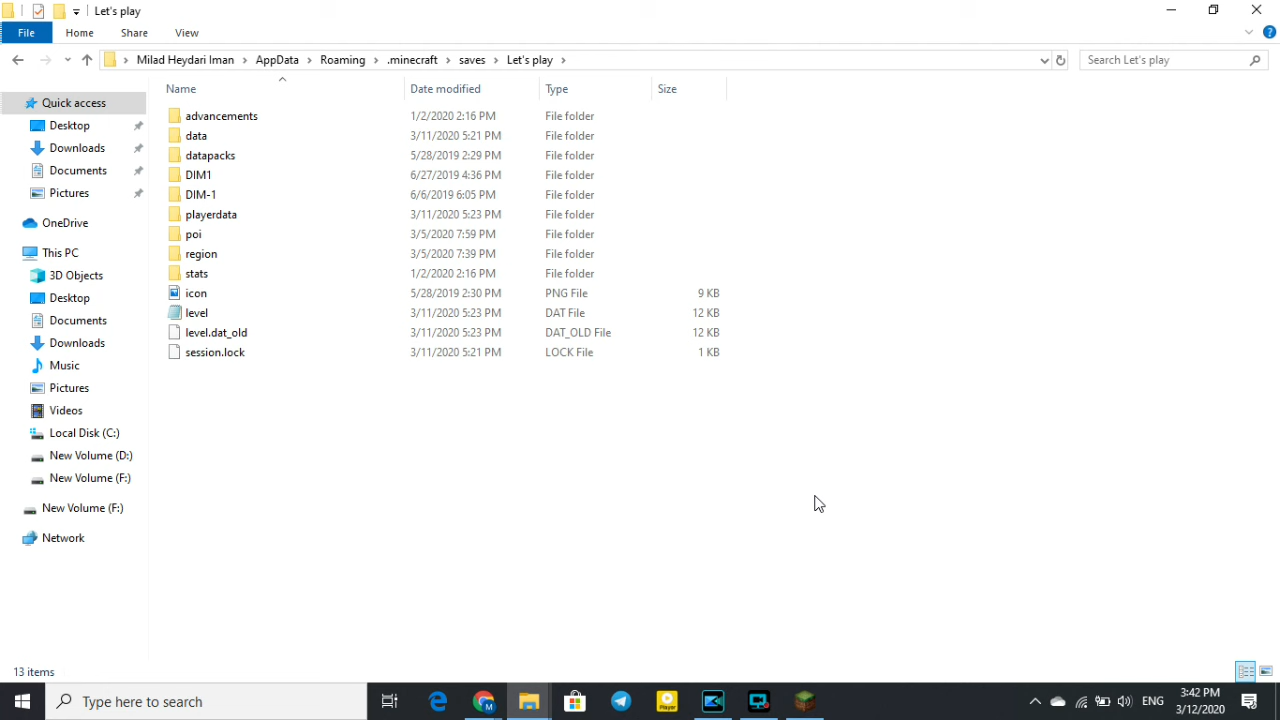 Let's play
File Home Share View
Milad Heydari Iman > AppData > Roaming > .minecraft > saves > Let's play >
Search Let's play
Name Date modified Type Size
Quick access
Desktop
Downloads
Documents
Pictures
OneDrive
This PC
3D Objects
Desktop
Documents
Downloads
Music
Pictures
Videos
Local Disk (C:)
New Volume (D:)
New Volume (F:)
New Volume (F:)
Network
advancements 1/2/2020 2:16 PM File folder
data 3/11/2020 5:21 PM File folder
datapacks 5/28/2019 2:29 PM File folder
DIM1 6/27/2019 4:36 PM File folder
DIM-1 6/6/2019 6:05 PM File folder
playerdata 3/11/2020 5:23 PM File folder
poi 3/5/2020 7:59 PM File folder
region 3/5/2020 7:39 PM File folder
stats 1/2/2020 2:16 PM File folder
icon 5/28/2019 2:30 PM PNG File 9 KB
level 3/11/2020 5:23 PM DAT File 12 KB
level.dat_old 3/11/2020 5:23 PM DAT_OLD File 12 KB
session.lock 3/11/2020 5:21 PM LOCK File 1 KB
13 items
Type here to search
Player
ENG
3:42 PM
3/12/2020